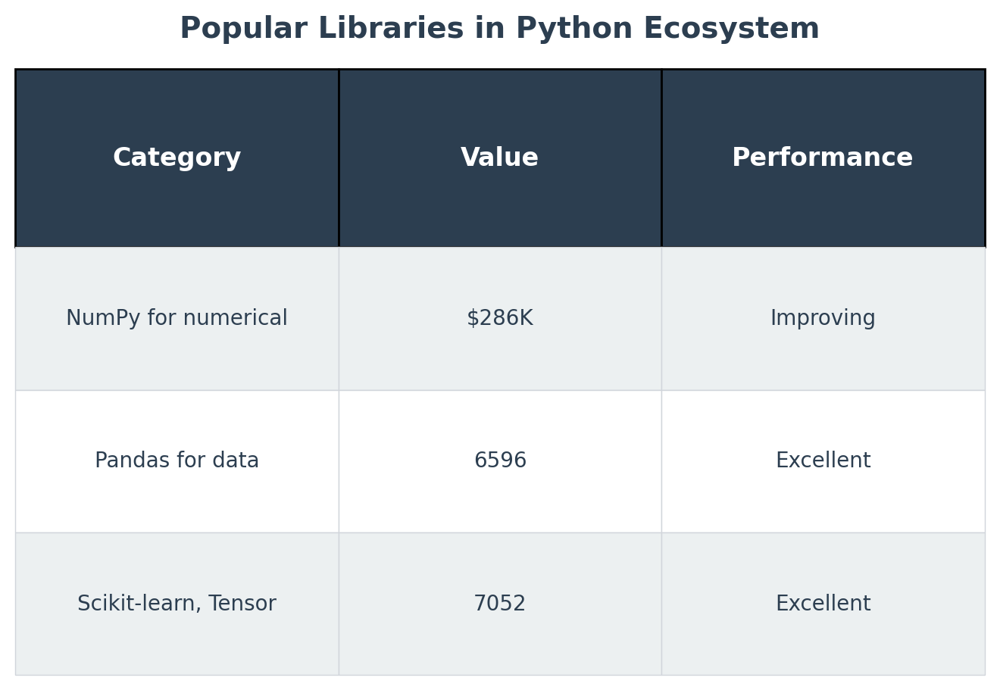 Popular Libraries in Python Ecosystem
Category Value Performance
NumPy for numerical $286K Improving
Pandas for data 6596 Excellent
Scikit-learn, Tensor 7052 Excellent